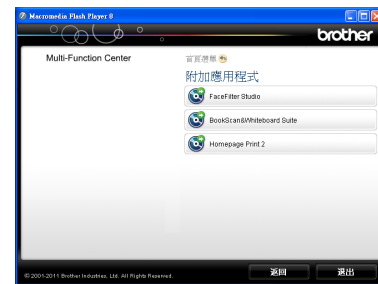 Macromedia Flash Player 8
brother
Multi-Function Center
首頁選單
附加應用程式
FaceFilter Studio
BookScan&Whiteboard Suite
Homepage Print 2
© 2001-2011 Brother Industries, Ltd. All Rights Reserved.
返回
退出